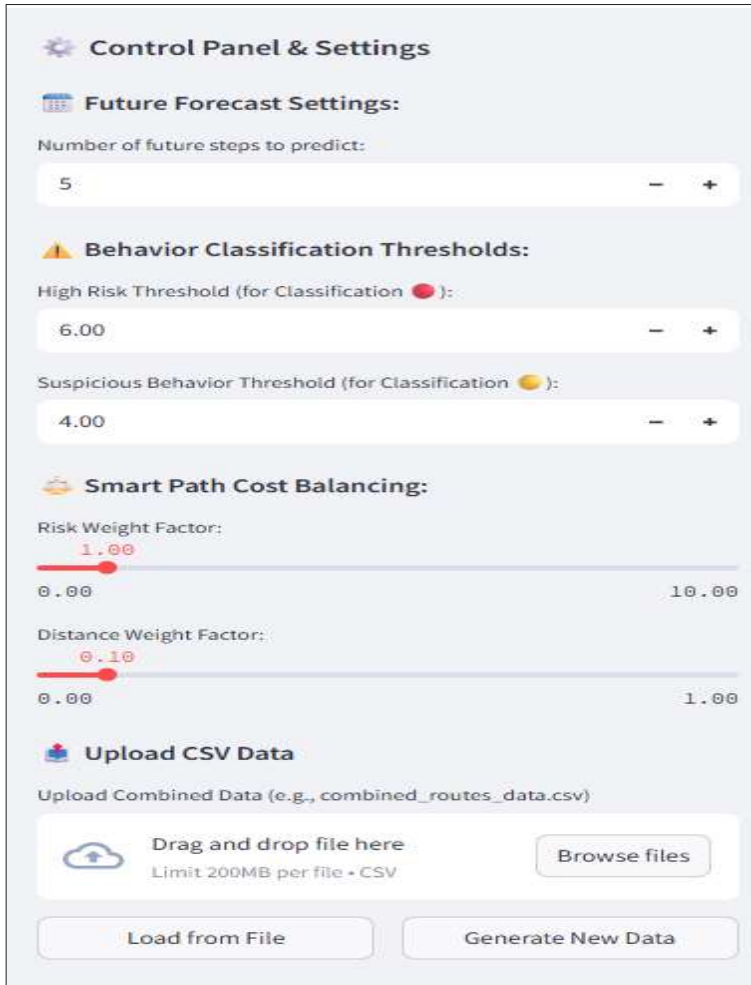 Control Panel & Settings
Future Forecast Settings:
Number of future steps to predict:
5 − +
Behavior Classification Thresholds:
High Risk Threshold (for Classification 🔴 ):
6.00 − +
Suspicious Behavior Threshold (for Classification 🟡 ):
4.00 − +
Smart Path Cost Balancing:
Risk Weight Factor:
1.00
0.00 10.00
Distance Weight Factor:
0.10
0.00 1.00
Upload CSV Data
Upload Combined Data (e.g., combined_routes_data.csv)
Drag and drop file here
Limit 200MB per file • CSV
Browse files
Load from File Generate New Data